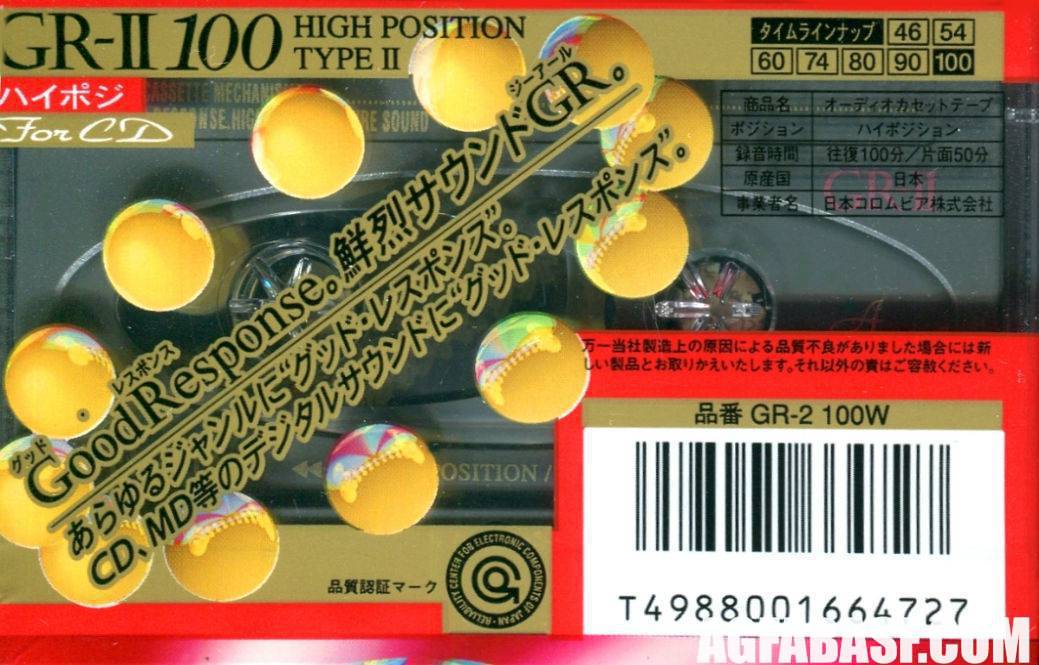 GR-II 100
HIGH POSITION
TYPE II
タイムラインナップ 46 54
60 74 80 90 100
ハイポジ
For CD
CASSETTE MECHANISM
商品名 オーディオカセットテープ
ポジション ハイポジション
録音時間 往復100分/片面50分
原産国 日本
事業者名 日本コロムビア株式会社
GR-II
グッド・レスポンス ジーアール
GoodResponse。鮮烈サウンドGR。
あらゆるジャンルに“グッド・レスポンス”。
CD、MD等のデジタルサウンドに“グッド・レスポンス”。
A
POSITION/
万一当社製造上の原因による品質不良がありました場合には新
しい製品とお取りかえいたします。それ以外の責はご容赦ください。
品番 GR-2 100W
品質認証マーク
RELIABILITY CENTER FOR ELECTRONIC COMPONENTS OF JAPAN
T4988001664727
AGFABASF.COM